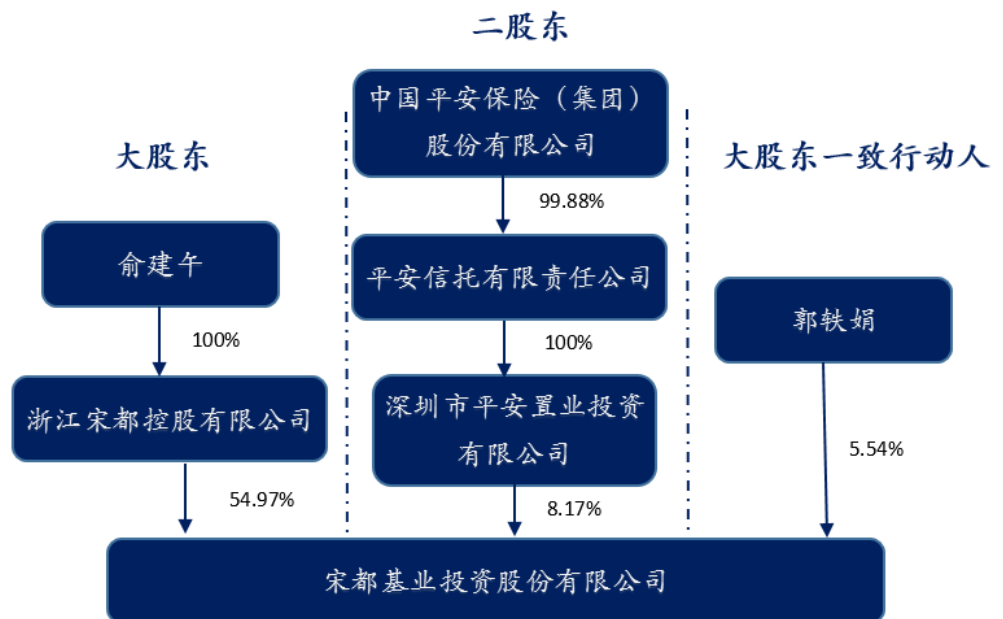 二股东
中国平安保险（集团）
股份有限公司
大股东
大股东一致行动人
99.88%
俞建午
平安信托有限责任公司
郭轶娟
100%
100%
浙江宋都控股有限公司
深圳市平安置业投资
有限公司
5.54%
54.97%
8.17%
宋都基业投资股份有限公司